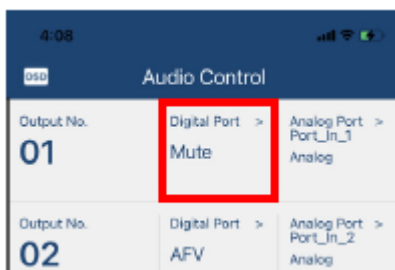 4:08
OSD
Audio Control
Output No.
01
Digital Port >
Mute
Analog Port >
Port_In_1
Analog
Output No.
02
Digital Port >
AFV
Analog Port >
Port_In_2
Analog